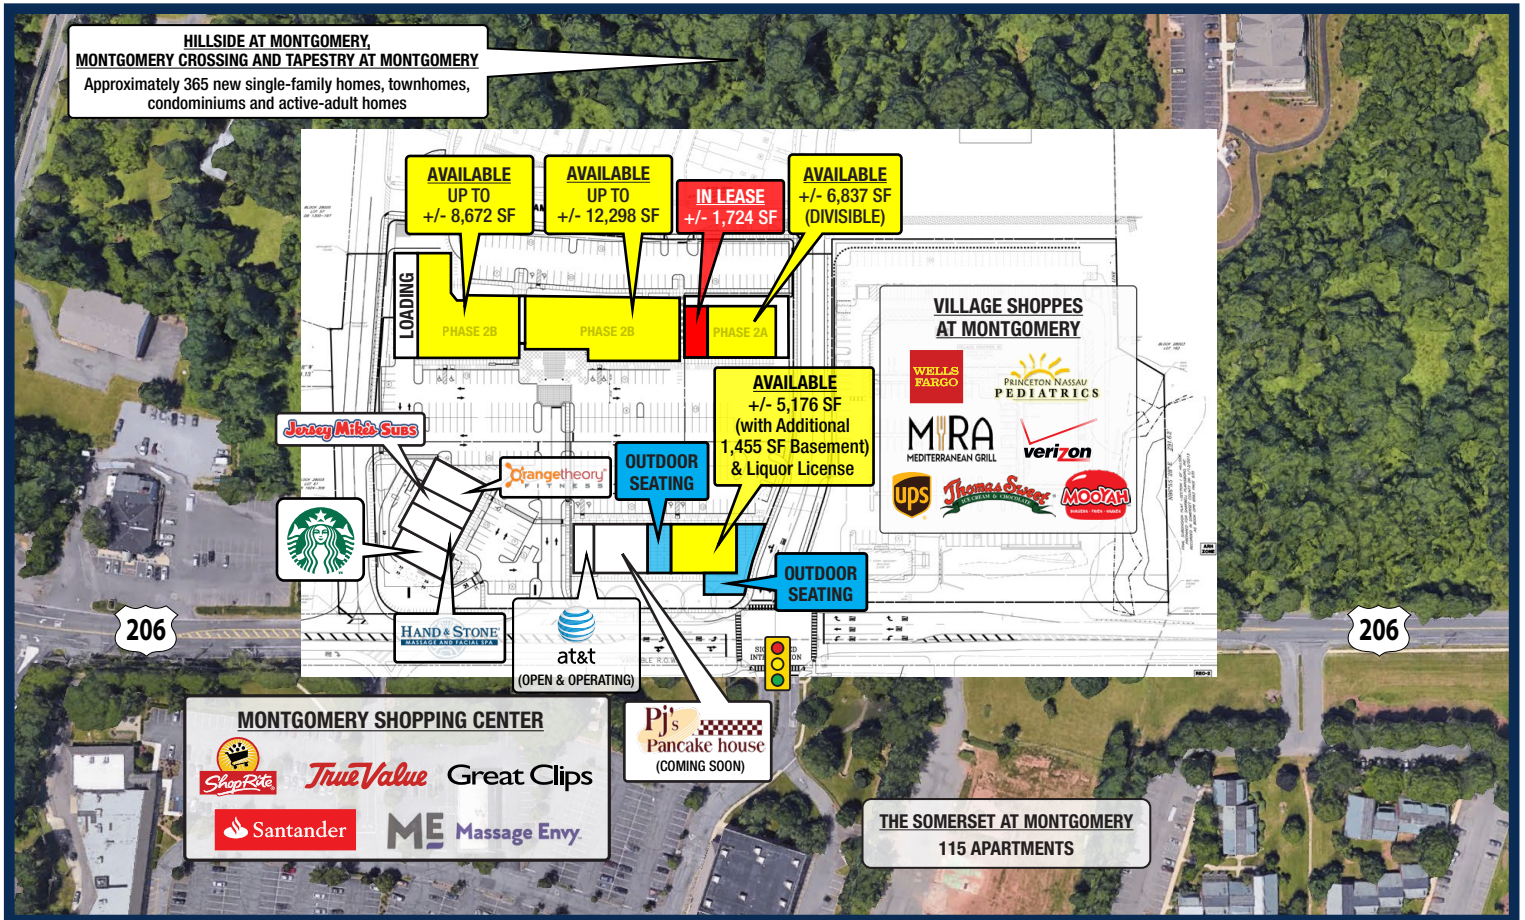 HILLSIDE AT MONTGOMERY,
MONTGOMERY CROSSING AND TAPESTRY AT MONTGOMERY
Approximately 365 new single-family homes, townhomes,
condominiums and active-adult homes
AVAILABLE
UP TO
+/- 8,672 SF
AVAILABLE
UP TO
+/- 12,298 SF
IN LEASE
+/- 1,724 SF
AVAILABLE
+/- 6,837 SF
(DIVISIBLE)
LOADING
PHASE 2B
PHASE 2B
PHASE 2A
VILLAGE SHOPPES
AT MONTGOMERY
WELLS
FARGO
PRINCETON NASSAU
PEDIATRICS
MIRA
MEDITERRANEAN GRILL
verizon
ups
Thomas Sweet
ICE CREAM & CHOCOLATE
MOOYAH
BURGERS · FRIES · SHAKES
AVAILABLE
+/- 5,176 SF
(with Additional
1,455 SF Basement)
& Liquor License
Jersey Mike's Subs
Orangetheory
FITNESS
OUTDOOR
SEATING
OUTDOOR
SEATING
HAND & STONE
MASSAGE AND FACIAL SPA
at&t
(OPEN & OPERATING)
206
206
PJ's
Pancake house
(COMING SOON)
MONTGOMERY SHOPPING CENTER
ShopRite
True Value
Great Clips
Santander
ME Massage Envy
THE SOMERSET AT MONTGOMERY
115 APARTMENTS